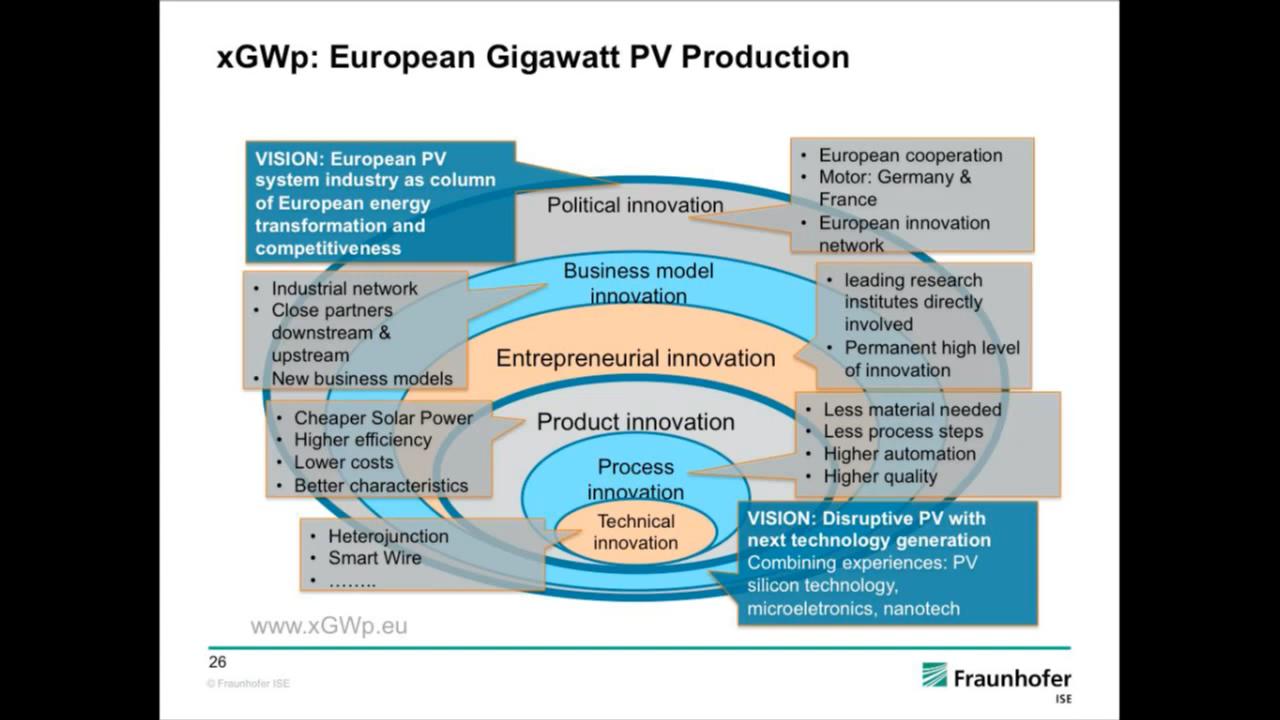 xGWp: European Gigawatt PV Production
VISION: European PV
system industry as column
of European energy
transformation and
competitiveness
Political innovation
• European cooperation
• Motor: Germany &
France
• European innovation
network
Business model
innovation
• Industrial network
• Close partners
downstream &
upstream
• New business models
• leading research
institutes directly
involved
• Permanent high level
of innovation
Entrepreneurial innovation
• Cheaper Solar Power
• Higher efficiency
• Lower costs
• Better characteristics
Product innovation
• Less material needed
• Less process steps
• Higher automation
• Higher quality
Process
innovation
Technical
innovation
• Heterojunction
• Smart Wire
• ........
VISION: Disruptive PV with
next technology generation
Combining experiences: PV
silicon technology,
microeletronics, nanotech
www.xGWp.eu
26
© Fraunhofer ISE
Fraunhofer
ISE